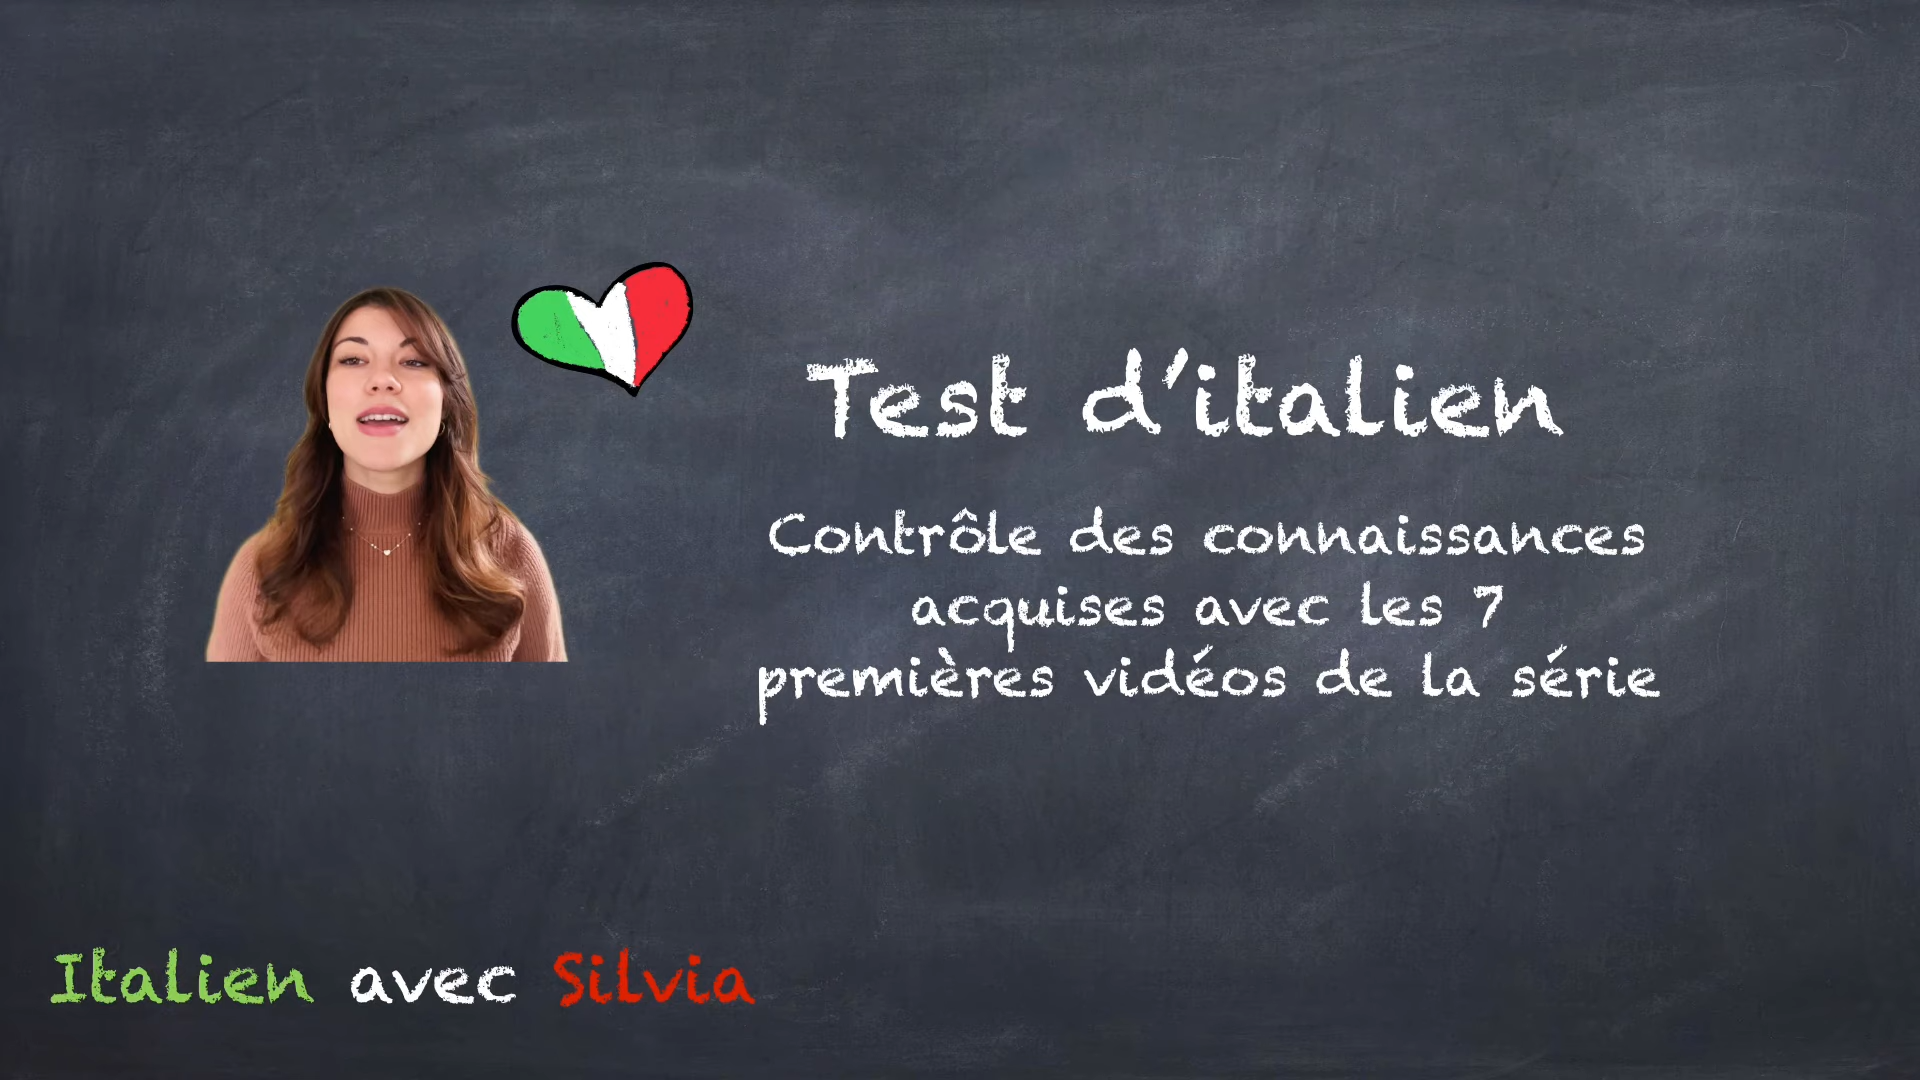 Test d'italien
Contrôle des connaissances
acquises avec les 7
premières vidéos de la série
Italien avec Silvia